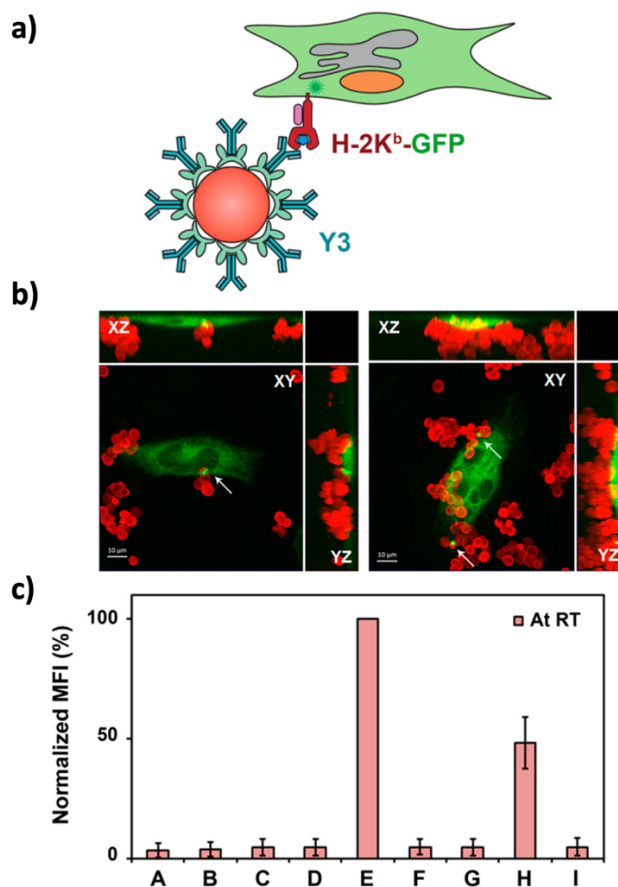 a)
H-2Kᵇ-GFP
Y3
b)
XZ
XY
10 μm
YZ
XZ
XY
10 μm
YZ
c)
Normalized MFI (%)
100
50
0
At RT
A B C D E F G H I